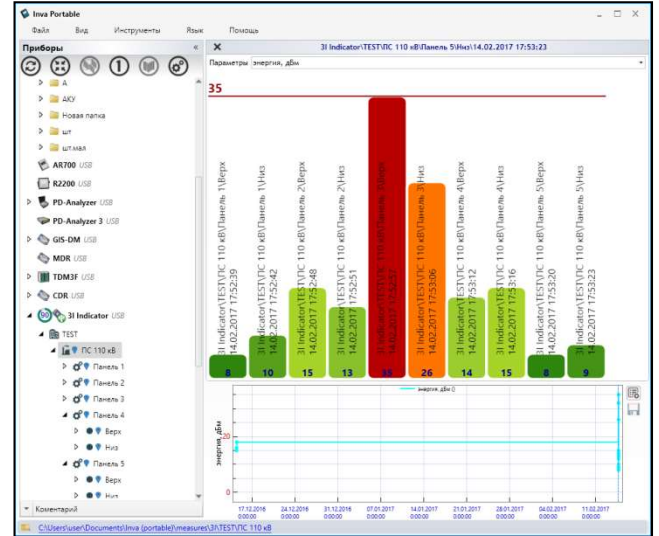 Inva Portable
Файл Вид Инструменты Язык Помощь
Приборы «
А
АКУ
Новая папка
шт
шт.мал
AR700 USB
R2200 USB
PD-Analyzer USB
PD-Analyzer 3 USB
GIS-DM USB
MDR USB
TDM3F USB
CDR USB
90 3I Indicator USB
TEST
ПС 110 кВ
Панель 1
Панель 2
Панель 3
Панель 4
Верх
Низ
Панель 5
Верх
Низ
Комментарий
3I Indicator\TEST\ПС 110 кВ\Панель 5\Низ\14.02.2017 17:53:23
Параметры энергия, дБм
35
3I Indicator\TEST\ПС 110 кВ\Панель 1\Верх
14.02.2017 17:52:39
8
3I Indicator\TEST\ПС 110 кВ\Панель 1\Низ
14.02.2017 17:52:42
10
3I Indicator\TEST\ПС 110 кВ\Панель 2\Верх
14.02.2017 17:52:48
15
3I Indicator\TEST\ПС 110 кВ\Панель 2\Низ
14.02.2017 17:52:51
13
3I Indicator\TEST\ПС 110 кВ\Панель 3\Верх
14.02.2017
3I Indicator\TEST\ПС 110 кВ\Панель 3\Низ
14.02.2017 17:53:06
26
3I Indicator\TEST\ПС 110 кВ\Панель 4\Верх
14.02.2017 17:53:12
14
3I Indicator\TEST\ПС 110 кВ\Панель 4\Низ
14.02.2017 17:53:16
15
3I Indicator\TEST\ПС 110 кВ\Панель 5\Верх
14.02.2017 17:53:20
8
3I Indicator\TEST\ПС 110 кВ\Панель 5\Низ
14.02.2017 17:53:23
9
энергия, дБм ()
энергия, дБм
20
0
17.12.2016 24.12.2016 31.12.2016 07.01.2017 14.01.2017 21.01.2017 28.01.2017 04.02.2017 11.02.2017
0:00:00 0:00:00 0:00:00 0:00:00 0:00:00 0:00:00 0:00:00 0:00:00 0:00:00
C:\Users\user\Documents\Inva (portable)\measures\3I\TEST\ПС 110 кВ